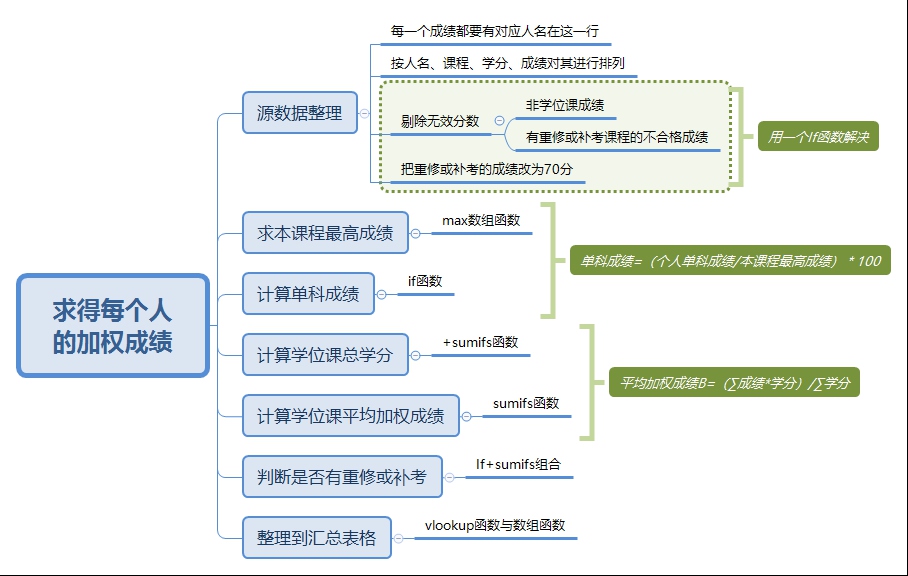 每一个成绩都要有对应人名在这一行
按人名、课程、学分、成绩对其进行排列
源数据整理
剔除无效分数
非学位课成绩
有重修或补考课程的不合格成绩
把重修或补考的成绩改为70分
用一个If函数解决
求本课程最高成绩
max数组函数
单科成绩=（个人单科成绩/本课程最高成绩）*100
计算单科成绩
if函数
求得每个人
的加权成绩
计算学位课总学分
+sumifs函数
平均加权成绩B=（∑成绩*学分）/∑学分
计算学位课平均加权成绩
sumifs函数
判断是否有重修或补考
If+sumifs组合
整理到汇总表格
vlookup函数与数组函数